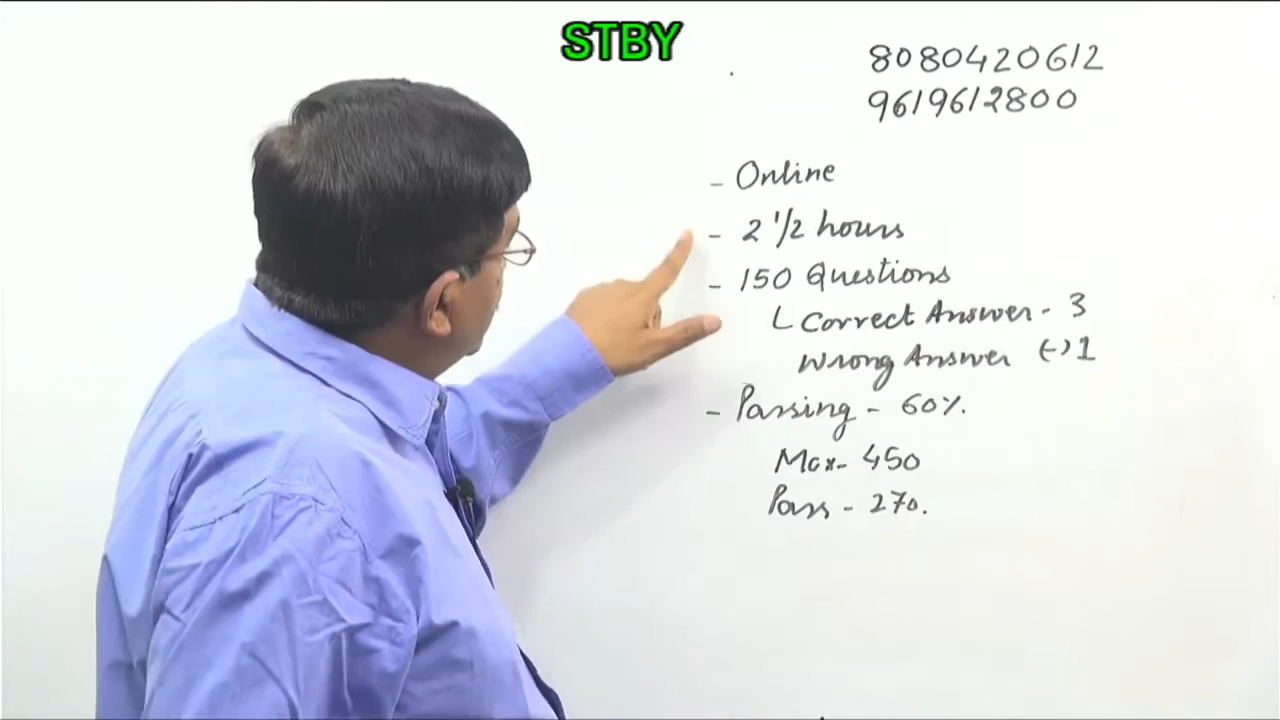 STBY
8080420612
9619612800
- Online
- 2 1/2 hours
- 150 Questions
Correct Answer - 3
Wrong Answer (-) 1
- Passing - 60%.
Max - 450
Pass - 270.